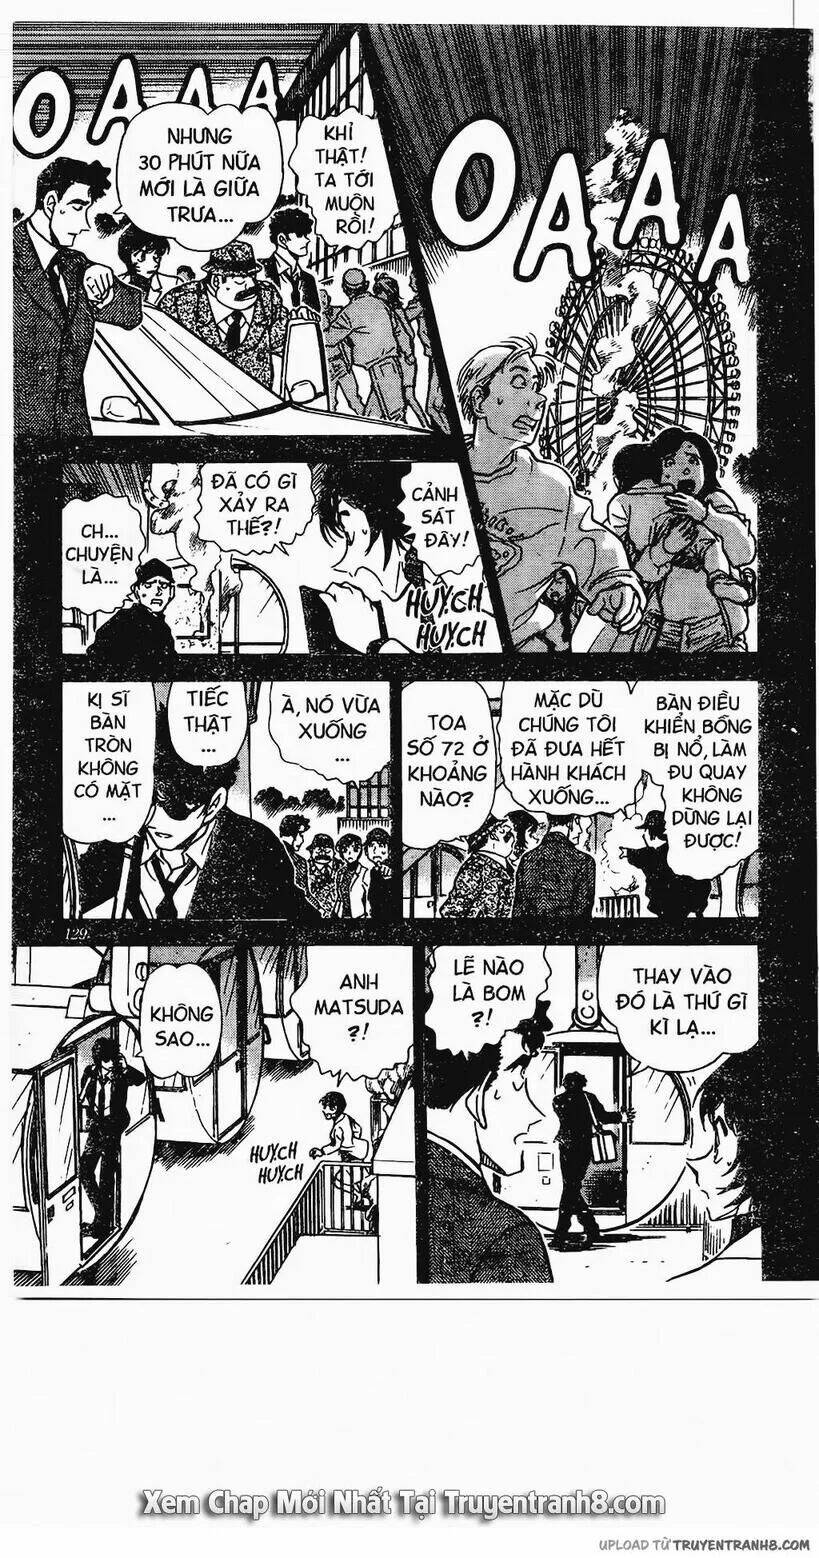 OAAA
OAAAA
KHỈ
THẬT!
TA TỚI
MUỘN
RỒI!
NHƯNG
30 PHÚT NỮA
MỚI LÀ GIỮA
TRƯA...
CẢNH
SÁT
ĐÂY!
ĐÃ CÓ GÌ
XẢY RA
THẾ?!
HUỴCH
HUỴCH
CH...
CHUYỆN
LÀ...
BÀN ĐIỀU
KHIỂN BỖNG
BỊ NỔ, LÀM
ĐU QUAY
KHÔNG
DỪNG LẠI
ĐƯỢC!
MẶC DÙ
CHÚNG TÔI
ĐÃ ĐƯA HẾT
HÀNH KHÁCH
XUỐNG...
TOA
SỐ 72 Ở
KHOẢNG
NÀO?
À, NÓ VỪA
XUỐNG
...
TIẾC
THẬT
...
KỊ SĨ
BÀN
TRÒN
KHÔNG
CÓ MẶT
...
129
THAY VÀO
ĐÓ LÀ THỨ GÌ
KÌ LẠ...
LẼ NÀO
LÀ BOM
?!
ANH
MATSUDA
?!
HUỴCH
HUỴCH
KHÔNG
SAO...
Xem Chap Mới Nhất Tại Truyentranh8.com
UPLOAD TỪ TRUYENTRANH8.COM